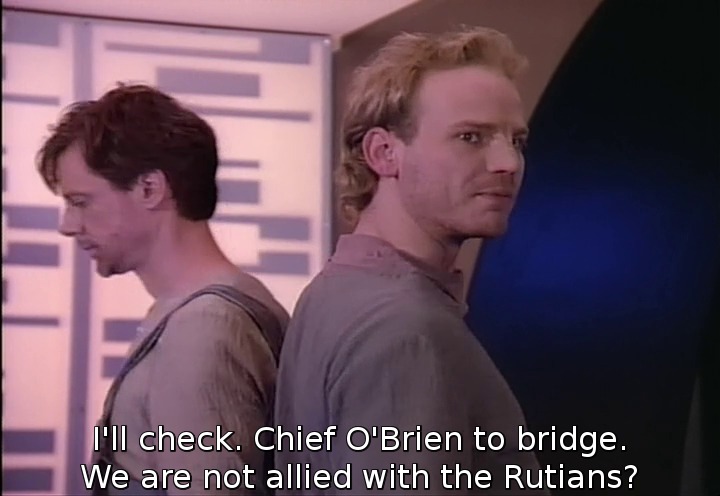 I'll check. Chief O'Brien to bridge.
We are not allied with the Rutians?